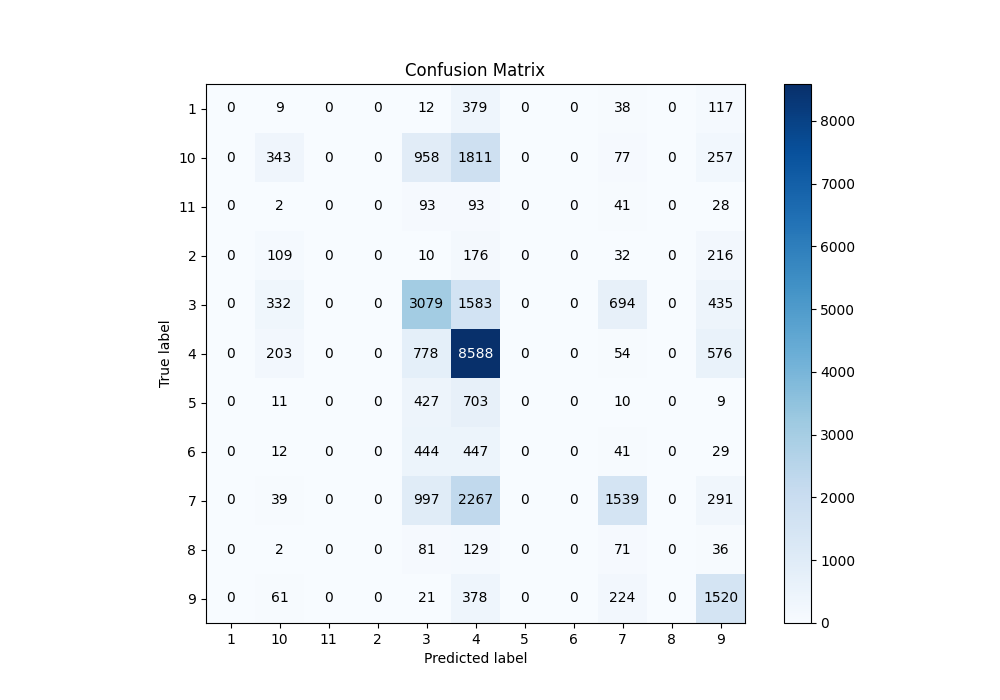 Confusion Matrix
1 0 9 0 0 12 379 0 0 38 0 117
10 0 343 0 0 958 1811 0 0 77 0 257
11 0 2 0 0 93 93 0 0 41 0 28
2 0 109 0 0 10 176 0 0 32 0 216
3 0 332 0 0 3079 1583 0 0 694 0 435
4 0 203 0 0 778 8588 0 0 54 0 576
5 0 11 0 0 427 703 0 0 10 0 9
6 0 12 0 0 444 447 0 0 41 0 29
7 0 39 0 0 997 2267 0 0 1539 0 291
8 0 2 0 0 81 129 0 0 71 0 36
9 0 61 0 0 21 378 0 0 224 0 1520
1 10 11 2 3 4 5 6 7 8 9
Predicted label
True label
8000
7000
6000
5000
4000
3000
2000
1000
0